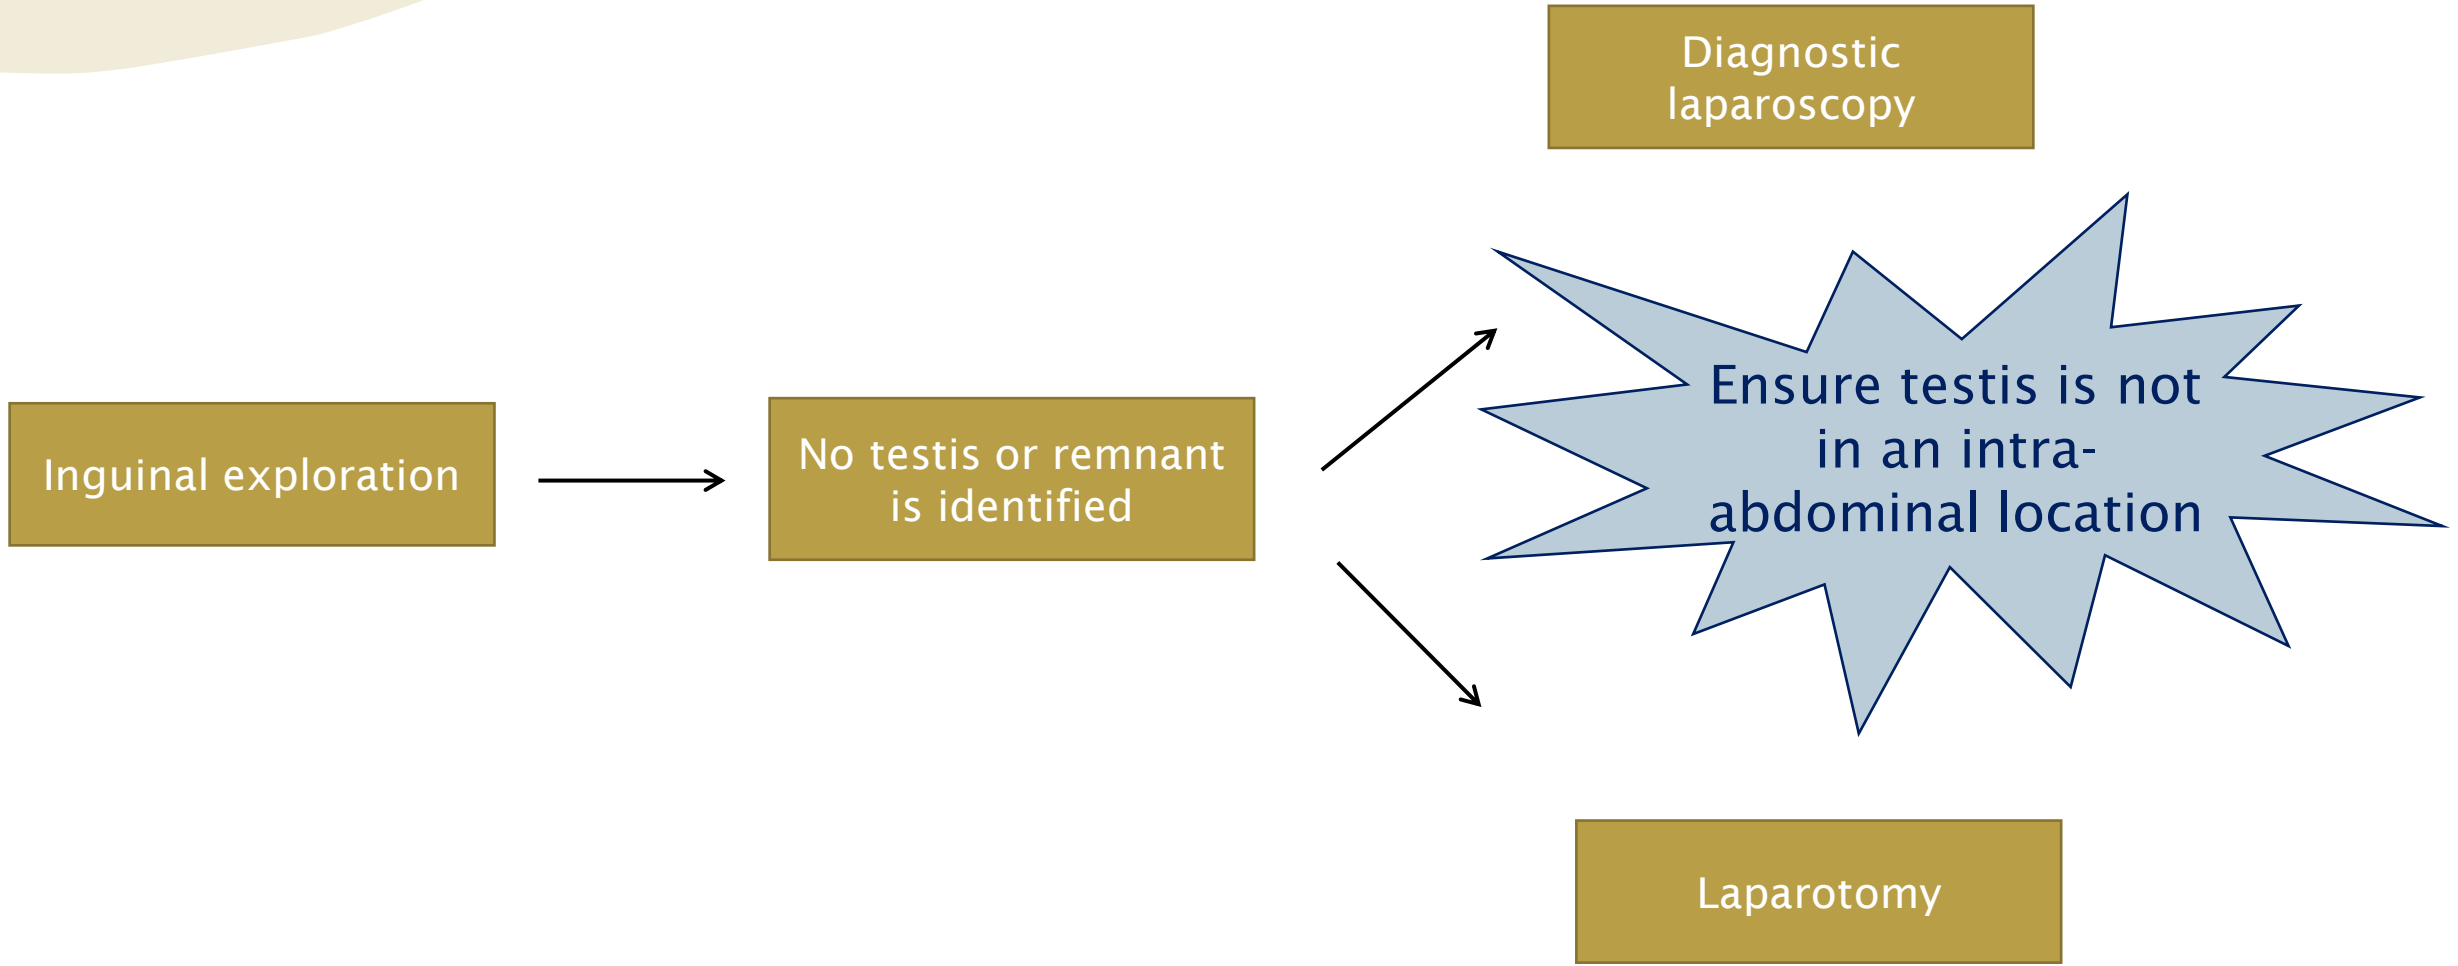 Diagnostic
laparoscopy
Inguinal exploration
No testis or remnant
is identified
Ensure testis is not
in an intra-
abdominal location
Laparotomy